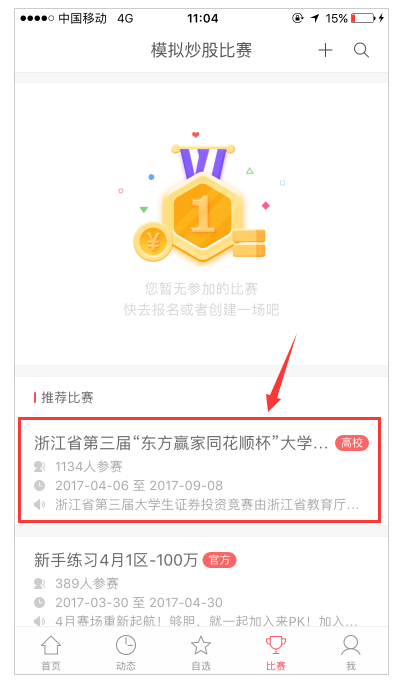 中国移动 4G 11:04 15%
模拟炒股比赛
1
¥
您暂无参加的比赛
快去报名或者创建一场吧
推荐比赛
浙江省第三届“东方赢家同花顺杯”大学... 高校
1134人参赛
2017-04-06 至 2017-09-08
浙江省第三届大学生证券投资竞赛由浙江省教育厅...
新手练习4月1区-100万 官方
389人参赛
2017-03-30 至 2017-04-30
4月赛场重新起航！够胆，就一起加入来PK！加入...
首页 动态 自选 比赛 我